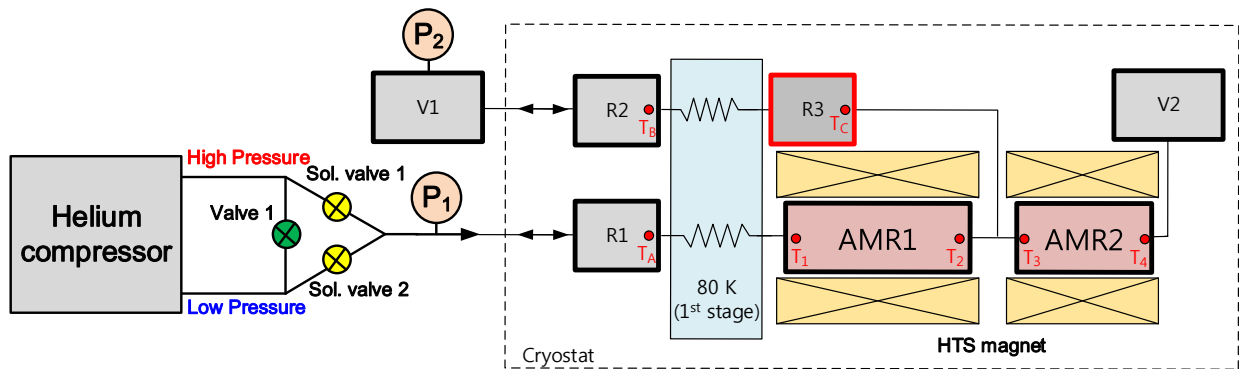 P2
V1
R2
TB
R3
TC
V2
High Pressure
Sol. valve 1
Helium
compressor
Valve 1
P1
R1
TA
AMR1
T1
T2
AMR2
T3
T4
Sol. valve 2
Low Pressure
80 K
(1st stage)
HTS magnet
Cryostat